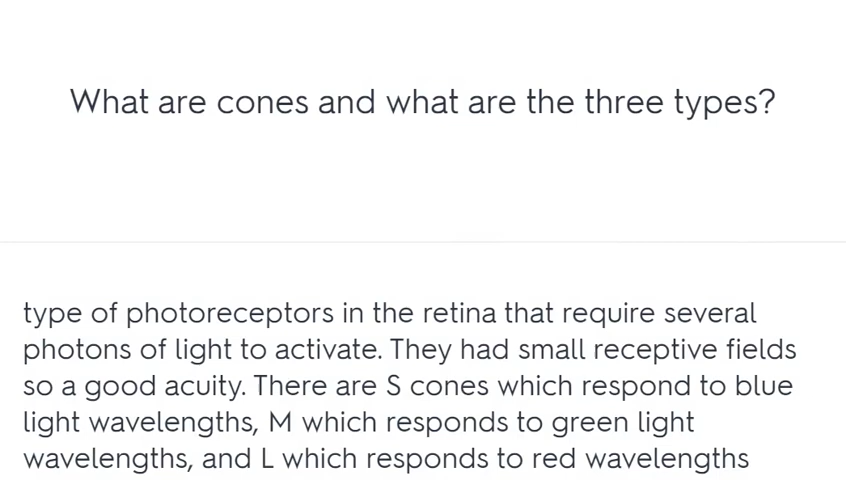 What are cones and what are the three types?
type of photoreceptors in the retina that require several
photons of light to activate. They had small receptive fields
so a good acuity. There are S cones which respond to blue
light wavelengths, M which responds to green light
wavelengths, and L which responds to red wavelengths